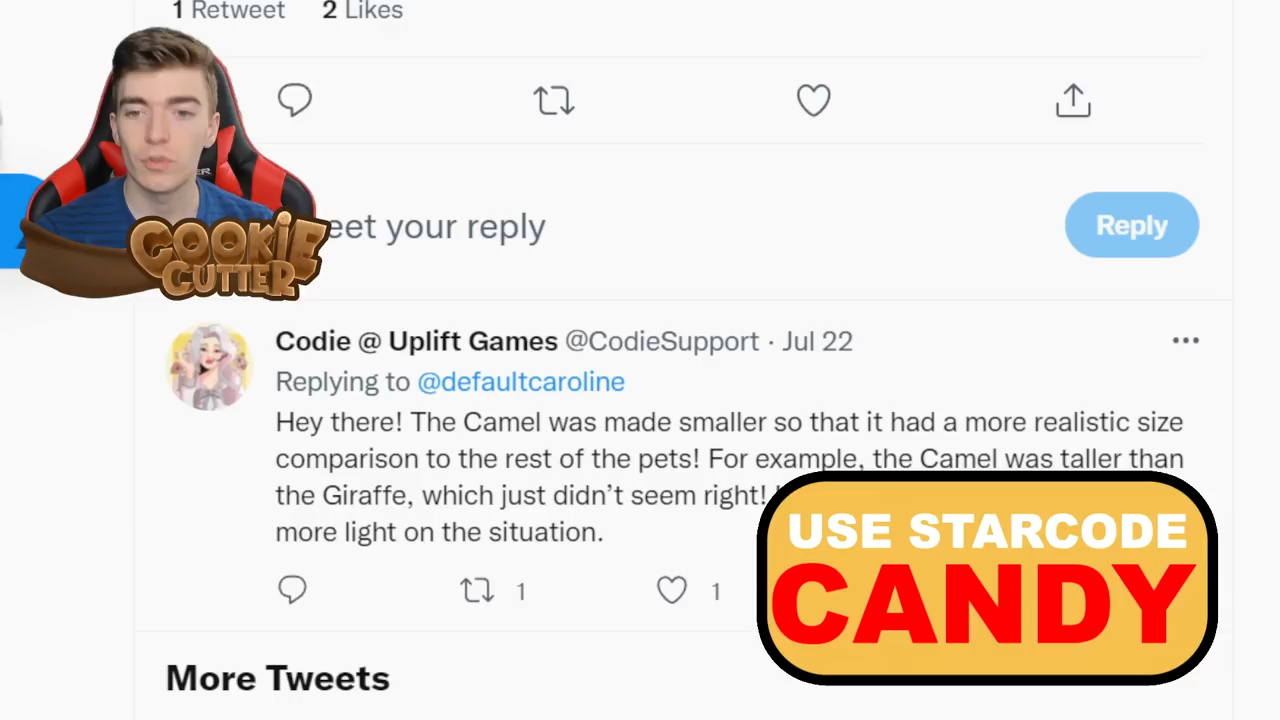 1 Retweet 2 Likes
COOKIE
CUTTER
eet your reply
Reply
Codie @ Uplift Games @CodieSupport · Jul 22
Replying to @defaultcaroline
Hey there! The Camel was made smaller so that it had a more realistic size
comparison to the rest of the pets! For example, the Camel was taller than
the Giraffe, which just didn't seem right!
more light on the situation.
1 1
USE STARCODE
CANDY
More Tweets